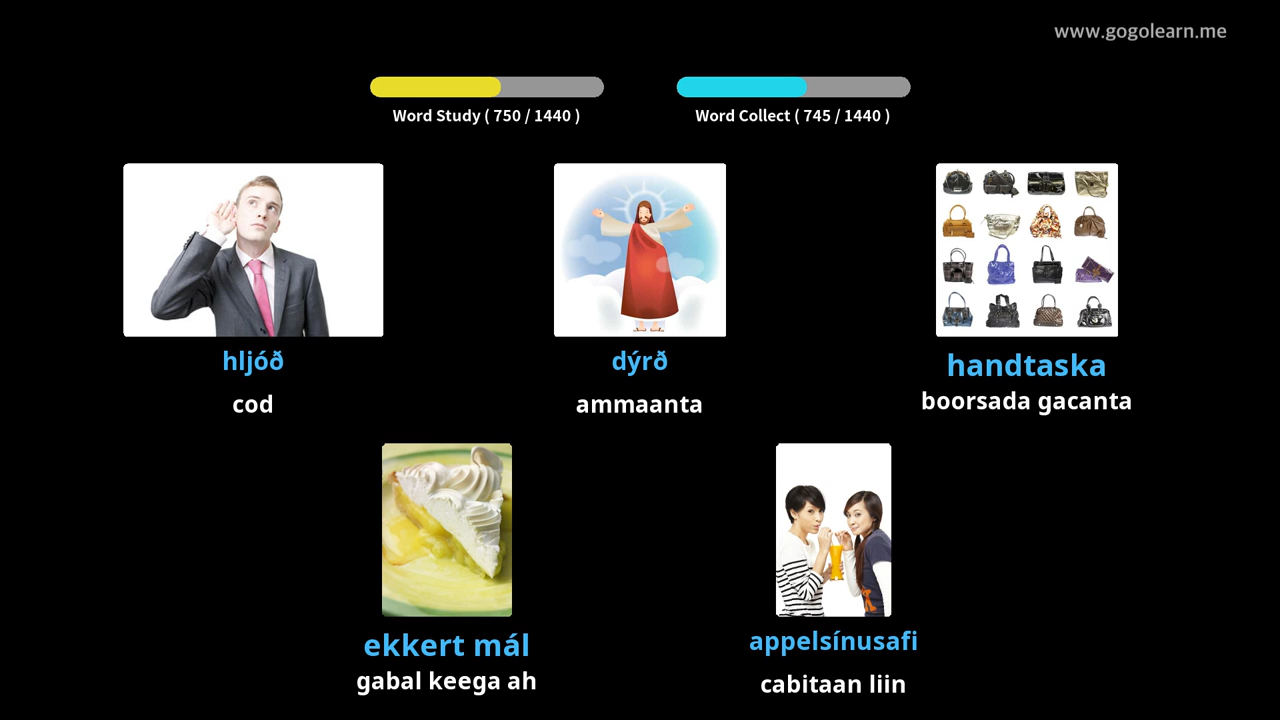 www.gogolearn.me
Word Study ( 750 / 1440 )
Word Collect ( 745 / 1440 )
hljóð
cod
dýrð
ammaanta
handtaska
boorsada gacanta
ekkert mál
gabal keega ah
appelsínusafi
cabitaan liin